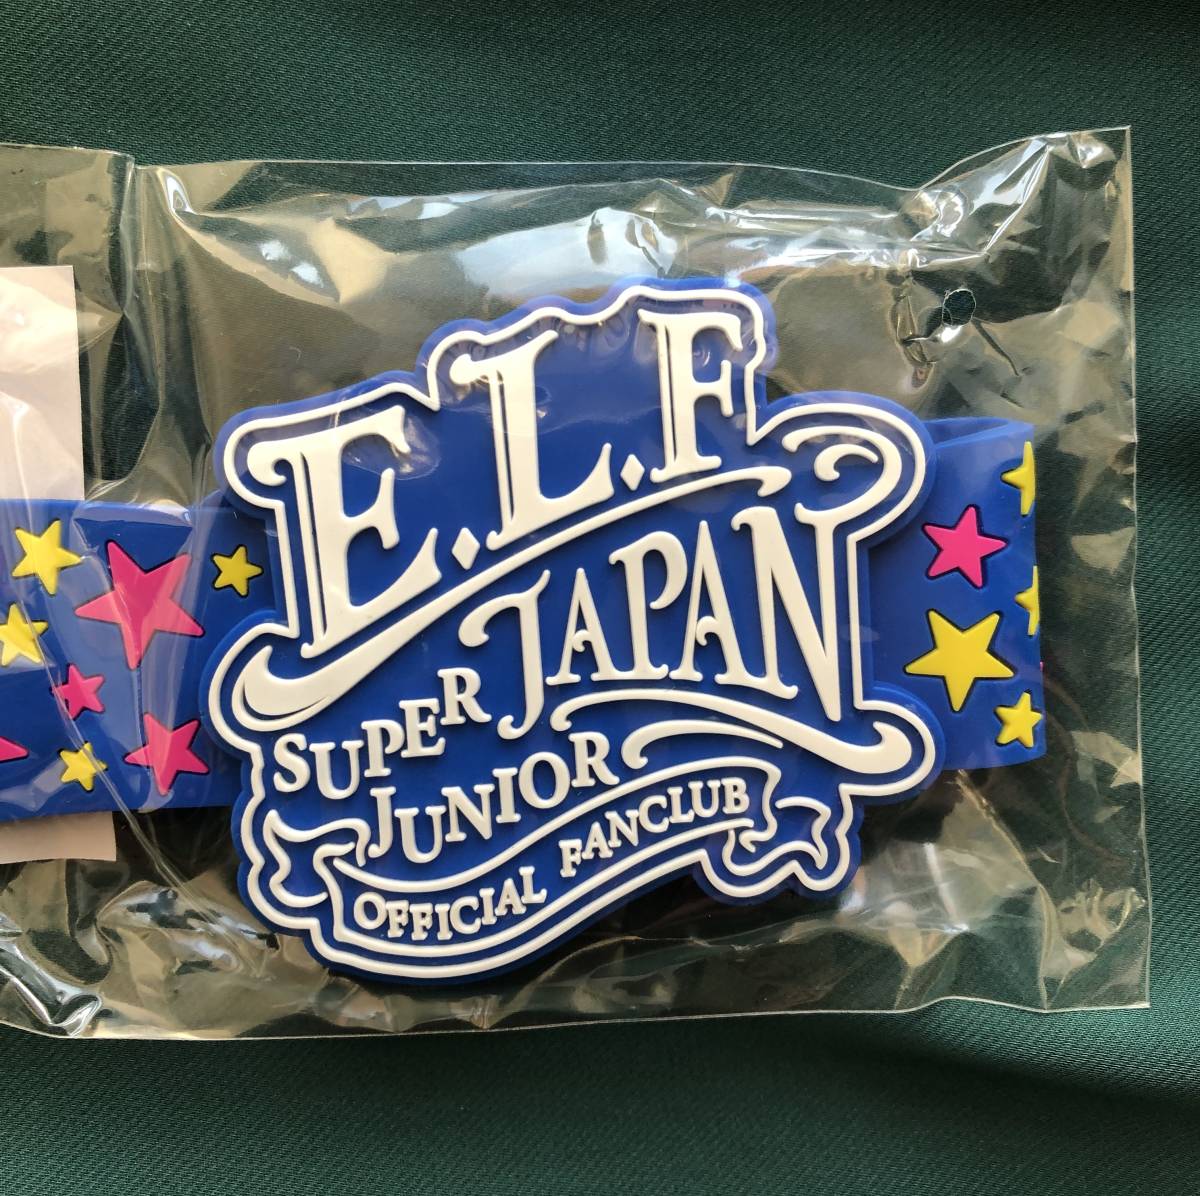 E.L.F
JAPAN
SUPER
JUNIOR
OFFICIAL FANCLUB